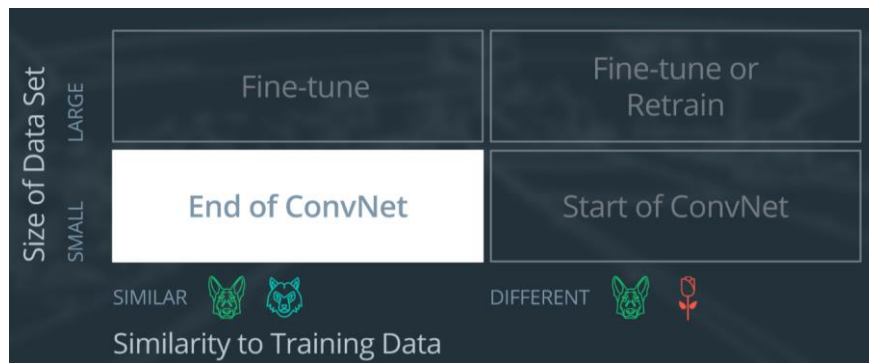 Size of Data Set
LARGE
SMALL
Fine-tune
Fine-tune or
Retrain
End of ConvNet
Start of ConvNet
SIMILAR
DIFFERENT
Similarity to Training Data